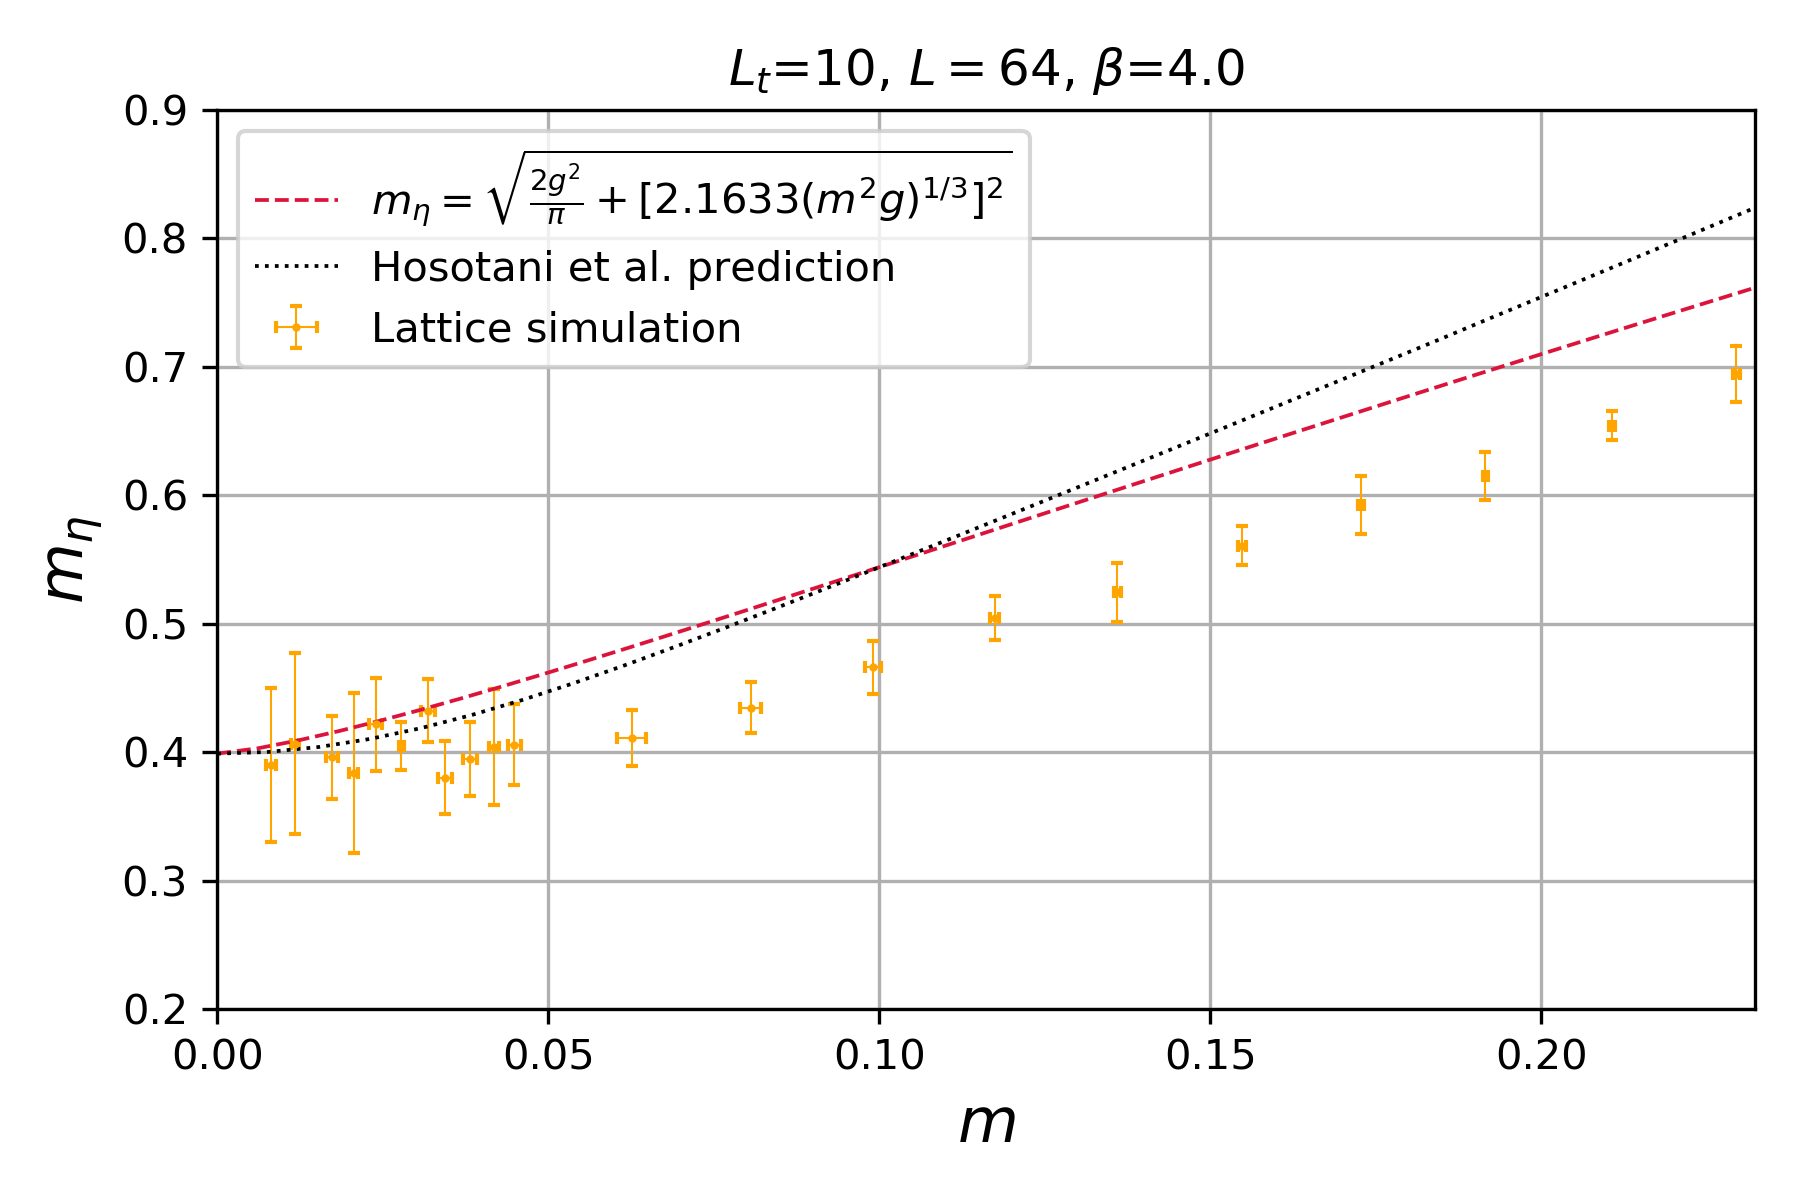 L_t=10, L = 64, β=4.0
m_η = √(2g²/π + [2.1633(m²g)^{1/3}]²)
Hosotani et al. prediction
Lattice simulation
0.9
0.8
0.7
0.6
0.5
0.4
0.3
0.2
m_η
0.00 0.05 0.10 0.15 0.20
m